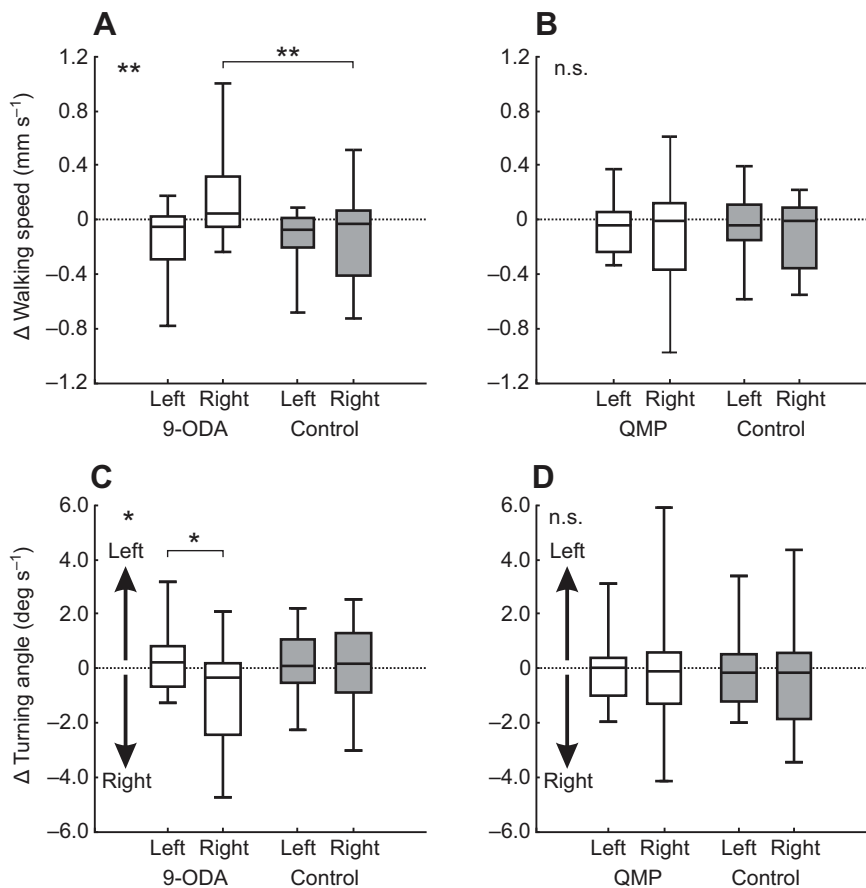 A
Δ Walking speed (mm s⁻¹)
1.2
0.8
0.4
0
–0.4
–0.8
–1.2
**
**
Left Right Left Right
9-ODA Control
B
1.2
0.8
0.4
0
–0.4
–0.8
–1.2
n.s.
Left Right Left Right
QMP Control
C
Δ Turning angle (deg s⁻¹)
6.0
4.0
2.0
0
–2.0
–4.0
–6.0
*
Left
*
Right
Left Right Left Right
9-ODA Control
D
6.0
4.0
2.0
0
–2.0
–4.0
–6.0
n.s.
Left
Right
Left Right Left Right
QMP Control